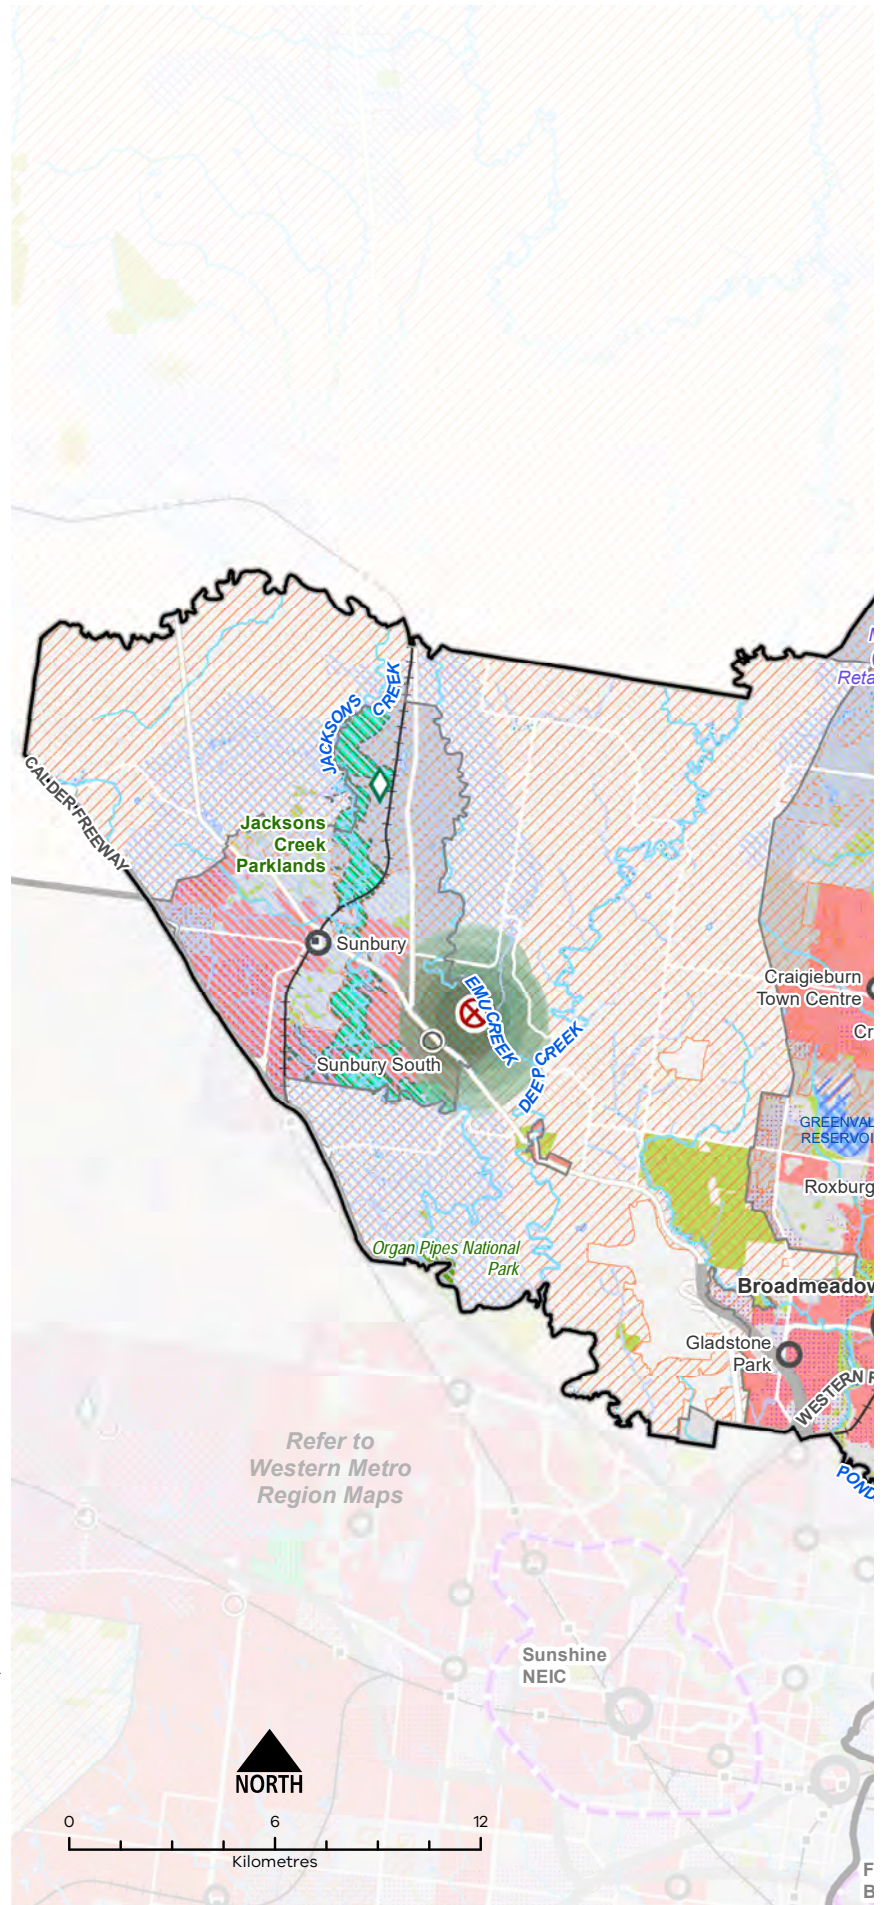 Reta
JACKSONS
CREEK
CALDER FREEWAY
Jacksons
Creek
Parklands
Sunbury
Craigieburn
Town Centre
EMU CREEK
Cr
DEEP CREEK
Sunbury South
GREENVAL
RESERVOI
Roxburg
Organ Pipes National
Park
Broadmeadow
Gladstone
Park
WESTERN R
Refer to
Western Metro
Region Maps
POND
Sunshine
NEIC
NORTH
0 6 12
Kilometres
F
B